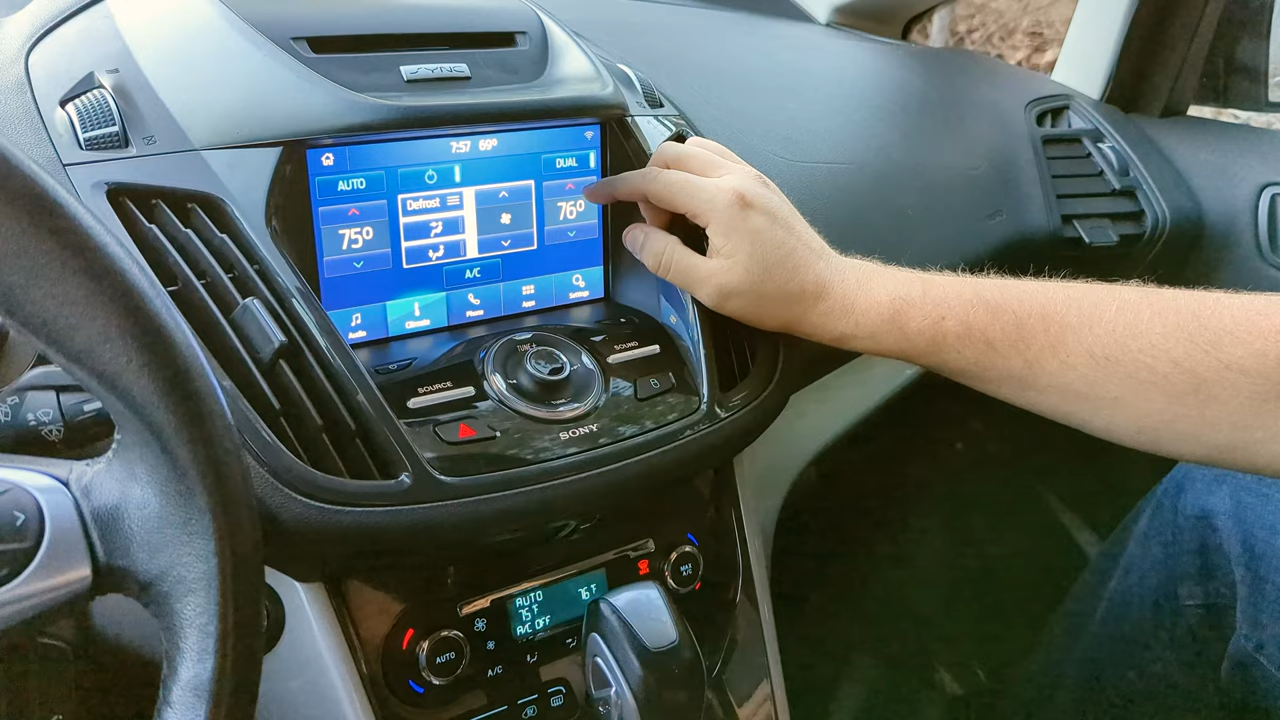 SYNC
7:57 69°
AUTO
DUAL
Defrost
75°
76°
A/C
Audio
Climate
Phone
Apps
Settings
TUNE+
SOUND
SOURCE
SONY
MAX
A/C
AUTO 76°F
75°F
A/C OFF
AUTO
A/C